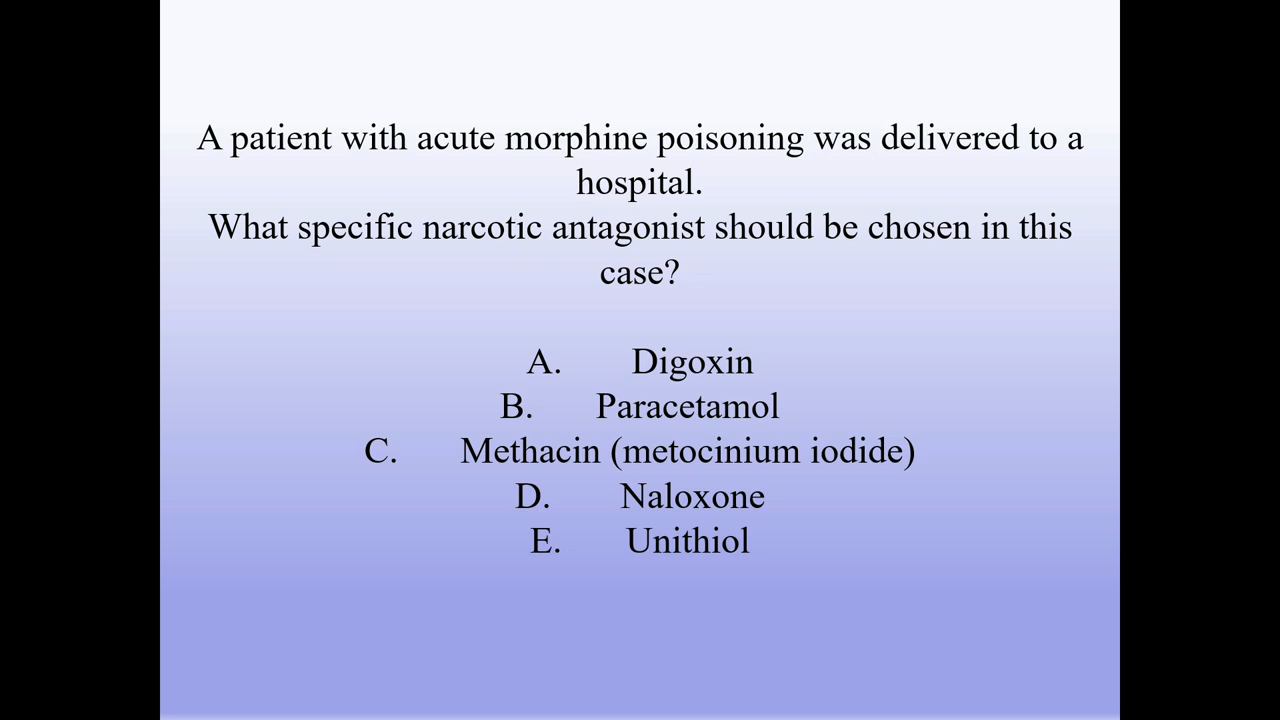 A patient with acute morphine poisoning was delivered to a
hospital.
What specific narcotic antagonist should be chosen in this
case?
A. Digoxin
B. Paracetamol
C. Methacin (metocinium iodide)
D. Naloxone
E. Unithiol